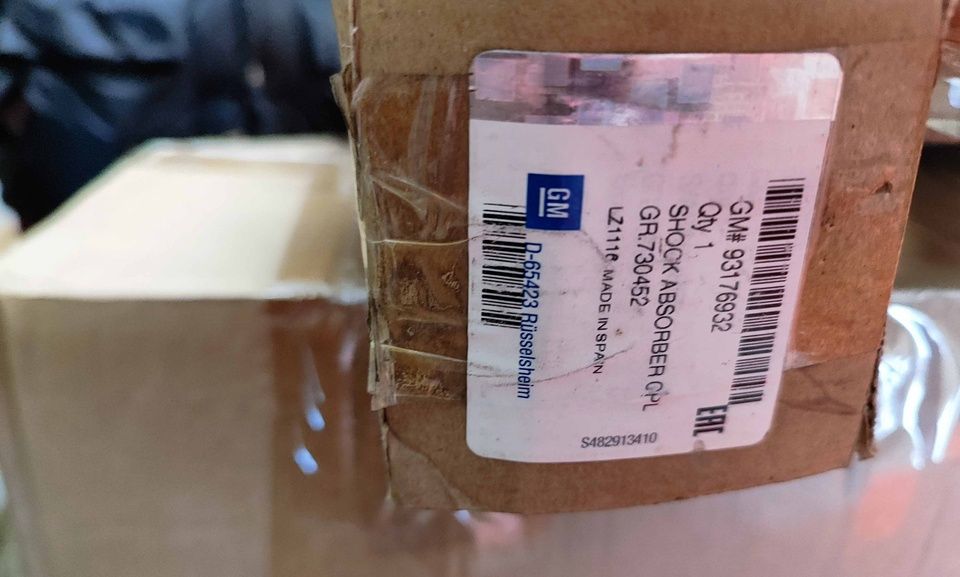 GM# 93176932
Qty 1
SHOCK ABSORBER CPL
GR.730452
LZ1116 MADE IN SPAIN
GM
D-65423 Rüsselsheim
EAC
S482913410